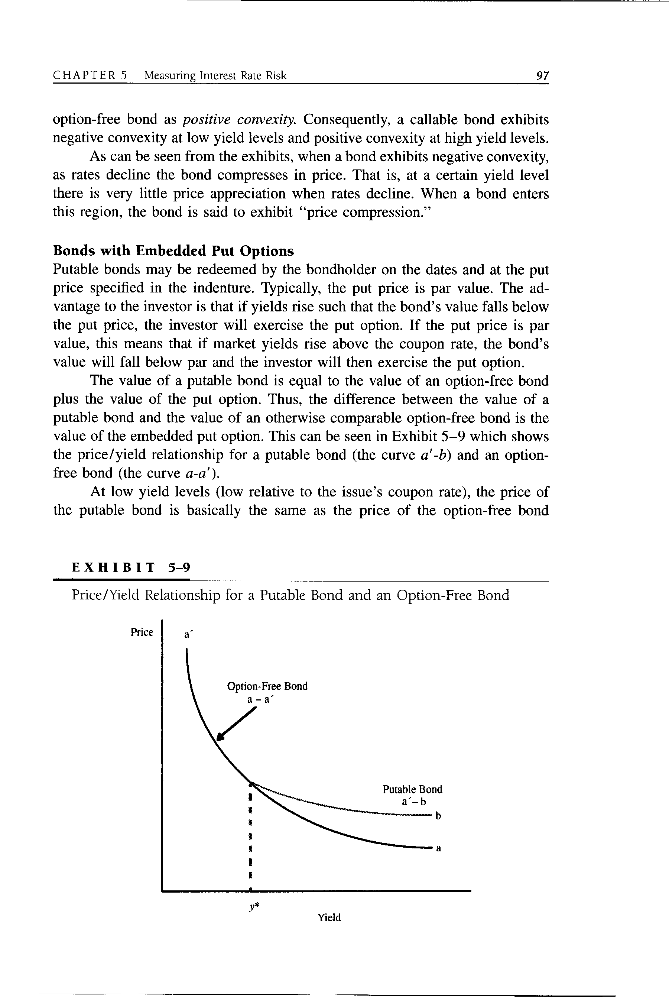 CHAPTER 5 Measuring Interest Rate Risk 97
option-free bond as positive convexity. Consequently, a callable bond exhibits
negative convexity at low yield levels and positive convexity at high yield levels.
As can be seen from the exhibits, when a bond exhibits negative convexity,
as rates decline the bond compresses in price. That is, at a certain yield level
there is very little price appreciation when rates decline. When a bond enters
this region, the bond is said to exhibit “price compression.”
Bonds with Embedded Put Options
Putable bonds may be redeemed by the bondholder on the dates and at the put
price specified in the indenture. Typically, the put price is par value. The ad-
vantage to the investor is that if yields rise such that the bond’s value falls below
the put price, the investor will exercise the put option. If the put price is par
value, this means that if market yields rise above the coupon rate, the bond’s
value will fall below par and the investor will then exercise the put option.
The value of a putable bond is equal to the value of an option-free bond
plus the value of the put option. Thus, the difference between the value of a
putable bond and the value of an otherwise comparable option-free bond is the
value of the embedded put option. This can be seen in Exhibit 5–9 which shows
the price/yield relationship for a putable bond (the curve a′-b) and an option-
free bond (the curve a-a′).
At low yield levels (low relative to the issue’s coupon rate), the price of
the putable bond is basically the same as the price of the option-free bond
EXHIBIT 5–9
Price/Yield Relationship for a Putable Bond and an Option-Free Bond
Price
a′
Option-Free Bond
a – a′
Putable Bond
a′– b
b
a
y*
Yield